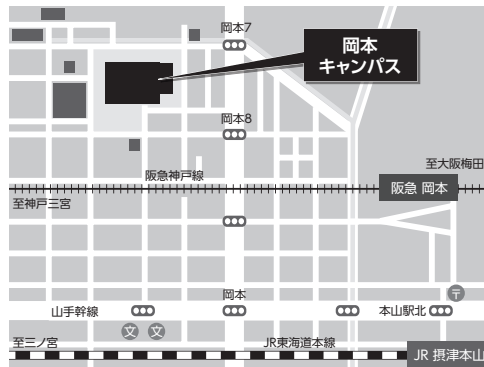 岡本7
岡本
キャンパス
岡本8
至大阪梅田
阪急神戸線
阪急 岡本
至神戸三宮
〒
岡本
山手幹線
本山駅北
文 文
至三ノ宮
JR東海道本線
JR 摂津本山